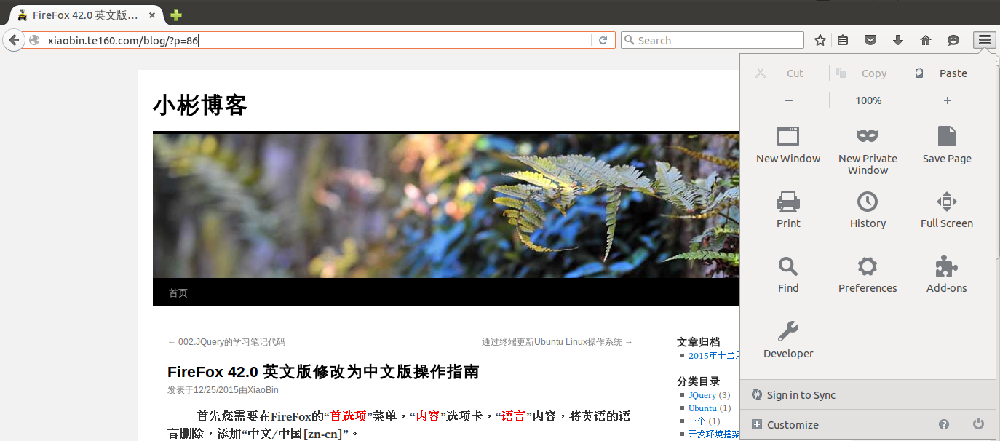 FireFox 42.0 英文版...
xiaobin.te160.com/blog/?p=86
Search
Cut Copy Paste
100%
New Window New Private Window Save Page
Print History Full Screen
Find Preferences Add-ons
Developer
Sign in to Sync
Customize
小彬博客
首页
← 002.JQuery的学习笔记代码
通过终端更新Ubuntu Linux操作系统 →
FireFox 42.0 英文版修改为中文版操作指南
发表于12/25/2015由XiaoBin
首先您需要在FireFox的“首选项”菜单，“内容”选项卡，“语言”内容，将英语的语
言删除，添加“中文/中国[zn-cn]”。
文章归档
2015年十二月
分类目录
JQuery (3)
Ubuntu (1)
一个 (1)
开发环境搭架